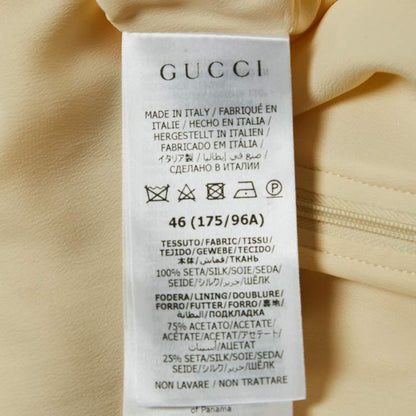 GUCCI
MADE IN ITALY / FABRIQUÉ EN
ITALIE / HECHO EN ITALIA /
HERGESTELLT IN ITALIEN /
FABRICADO EM ITÁLIA /
イタリア製 / صنع في إيطاليا /
СДЕЛАНО В ИТАЛИИ
46 (175/96A)
TESSUTO/FABRIC/TISSU/
TEJIDO/GEWEBE/TECIDO/
本体/قماش/ТКАНЬ
100% SETA/SILK/SOIE/SEDA/
SEIDE/シルク/حرير/ШЁЛК
FODERA/LINING/DOUBLURE/
FORRO/FUTTER/FORRO/裏地/
البطانة/ПОДКЛАДКА
75% ACETATO/ACETATE/
ACÉTATE/ACETAT/アセテート/
أسيتات/АЦЕТАТ
25% SETA/SILK/SOIE/SEDA/
SEIDE/シルク/حرير/ШЁЛК
NON LAVARE / NON TRATTARE
of Panama